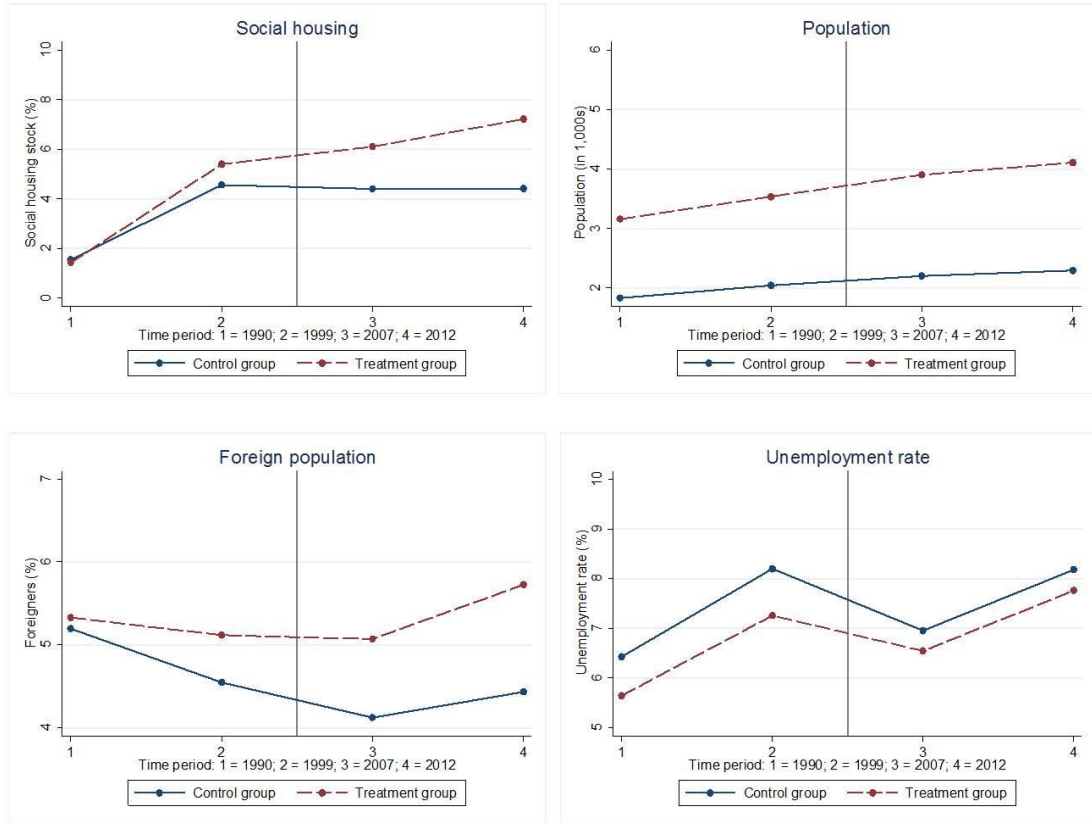 Social housing
Social housing stock (%)
10
8
6
4
2
0
1 2 3 4
Time period: 1 = 1990; 2 = 1999; 3 = 2007; 4 = 2012
Control group Treatment group
Population
Population (in 1,000s)
6
5
4
3
2
1 2 3 4
Time period: 1 = 1990; 2 = 1999; 3 = 2007; 4 = 2012
Control group Treatment group
Foreign population
Foreigners (%)
7
6
5
4
1 2 3 4
Time period: 1 = 1990; 2 = 1999; 3 = 2007; 4 = 2012
Control group Treatment group
Unemployment rate
Unemployment rate (%)
10
9
8
7
6
5
1 2 3 4
Time period: 1 = 1990; 2 = 1999; 3 = 2007; 4 = 2012
Control group Treatment group